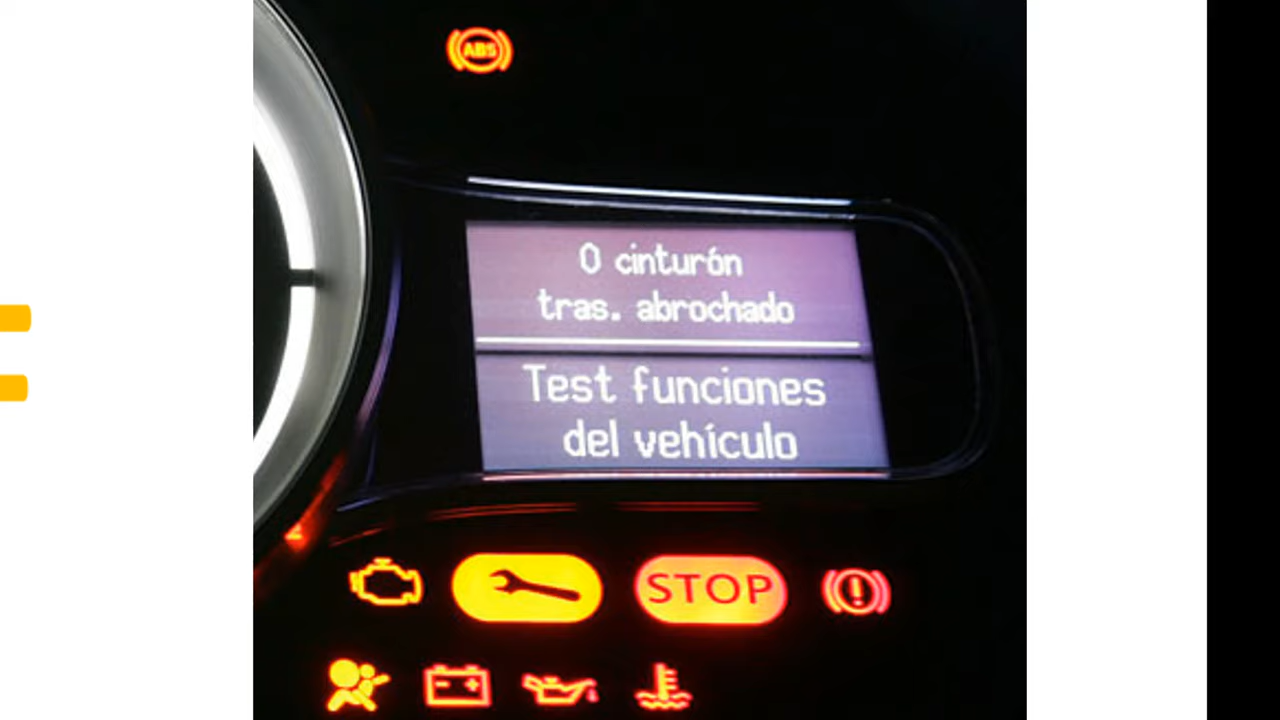 ABS
0 cinturón
tras. abrochado
Test funciones
del vehículo
STOP